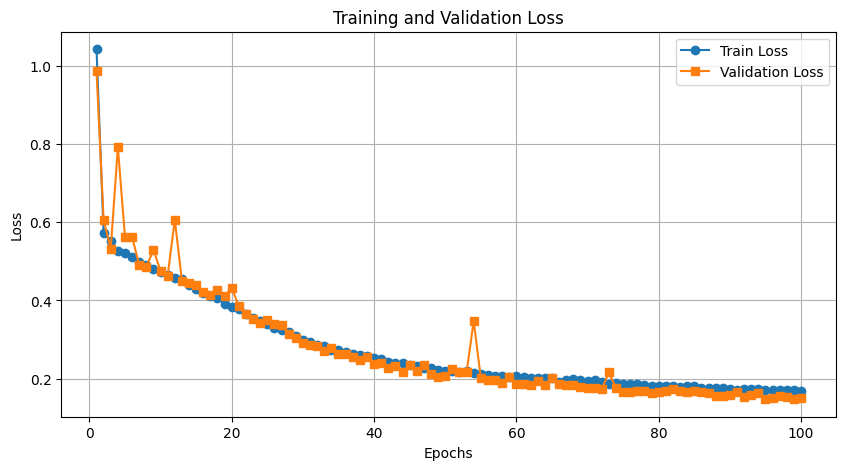 Training and Validation Loss
Train Loss
Validation Loss
1.0
0.8
0.6
0.4
0.2
Loss
0 20 40 60 80 100
Epochs